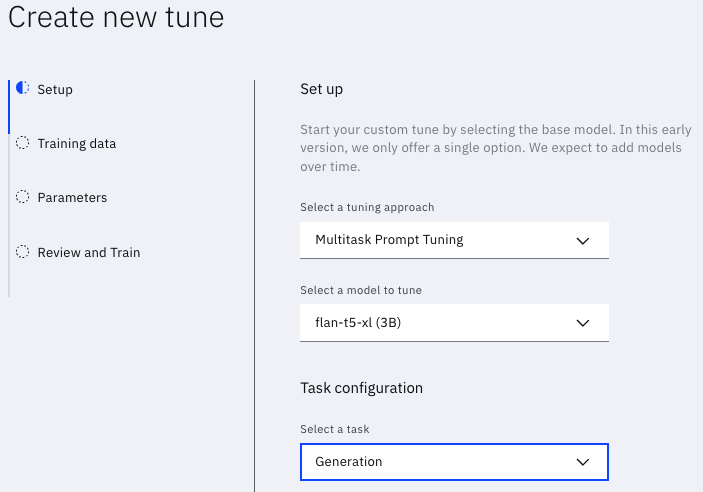 Create new tune
Setup
Training data
Parameters
Review and Train
Set up
Start your custom tune by selecting the base model. In this early
version, we only offer a single option. We expect to add models
over time.
Select a tuning approach
Multitask Prompt Tuning
Select a model to tune
flan-t5-xl (3B)
Task configuration
Select a task
Generation